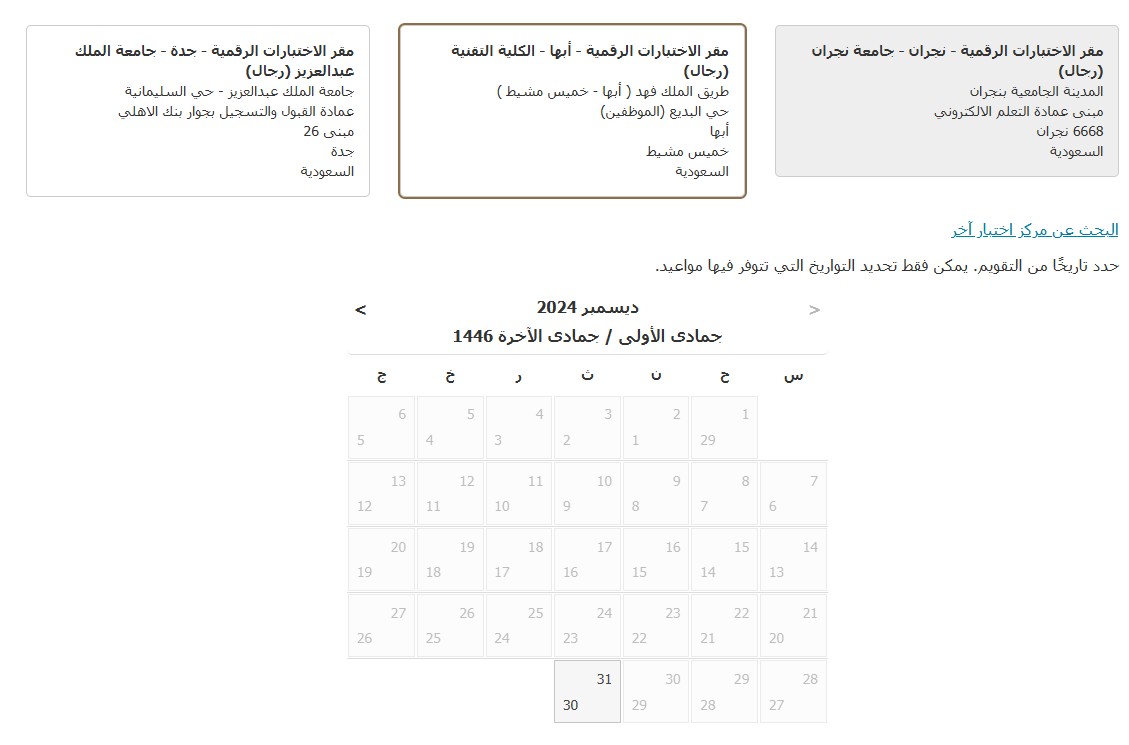 مقر الاختبارات الرقمية - نجران - جامعة نجران
(رجال)
المدينة الجامعية بنجران
مبنى عمادة التعلم الالكتروني
6668 نجران
السعودية
مقر الاختبارات الرقمية - أبها - الكلية التقنية
(رجال)
طريق الملك فهد ( أبها - خميس مشيط )
حي البديع (الموظفين)
أبها
خميس مشيط
السعودية
مقر الاختبارات الرقمية - جدة - جامعة الملك
عبدالعزيز (رجال)
جامعة الملك عبدالعزيز - حي السليمانية
عمادة القبول والتسجيل بجوار بنك الاهلي
مبنى 26
جدة
السعودية
البحث عن مركز اختبار آخر
حدد تاريخًا من التقويم. يمكن فقط تحديد التواريخ التي تتوفر فيها مواعيد.
< ديسمبر 2024 >
جمادى الأولى / جمادى الآخرة 1446
س ح ن ث ر خ ج
1 2 3 4 5 6
29 1 2 3 4 5
7 8 9 10 11 12 13
6 7 8 9 10 11 12
14 15 16 17 18 19 20
13 14 15 16 17 18 19
21 22 23 24 25 26 27
20 21 22 23 24 25 26
28 29 30 31
27 28 29 30